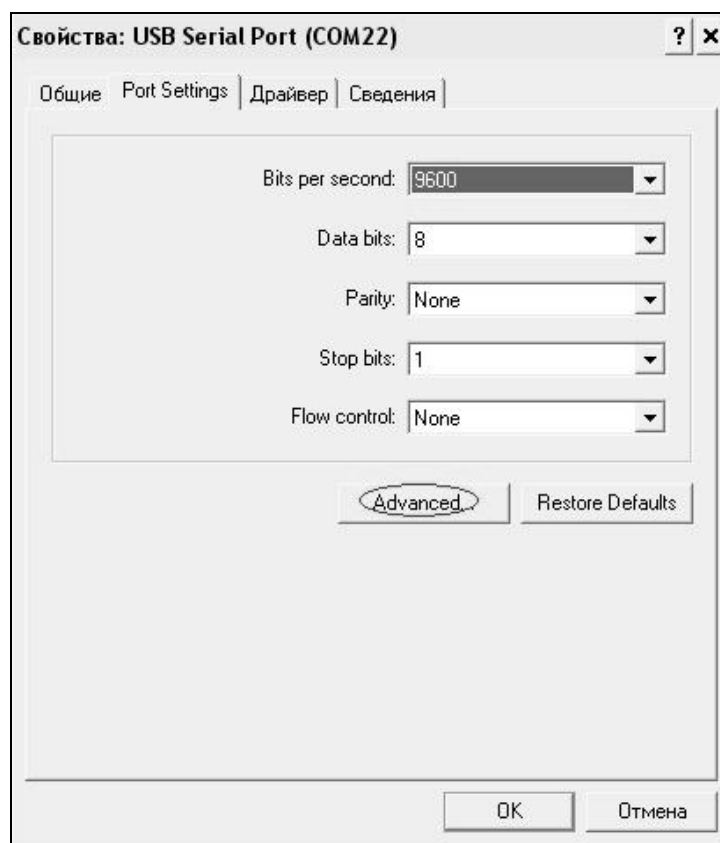 Свойства: USB Serial Port (COM22)
? ×
Общие Port Settings Драйвер Сведения
Bits per second: 9600
Data bits: 8
Parity: None
Stop bits: 1
Flow control: None
Advanced... Restore Defaults
OK Отмена